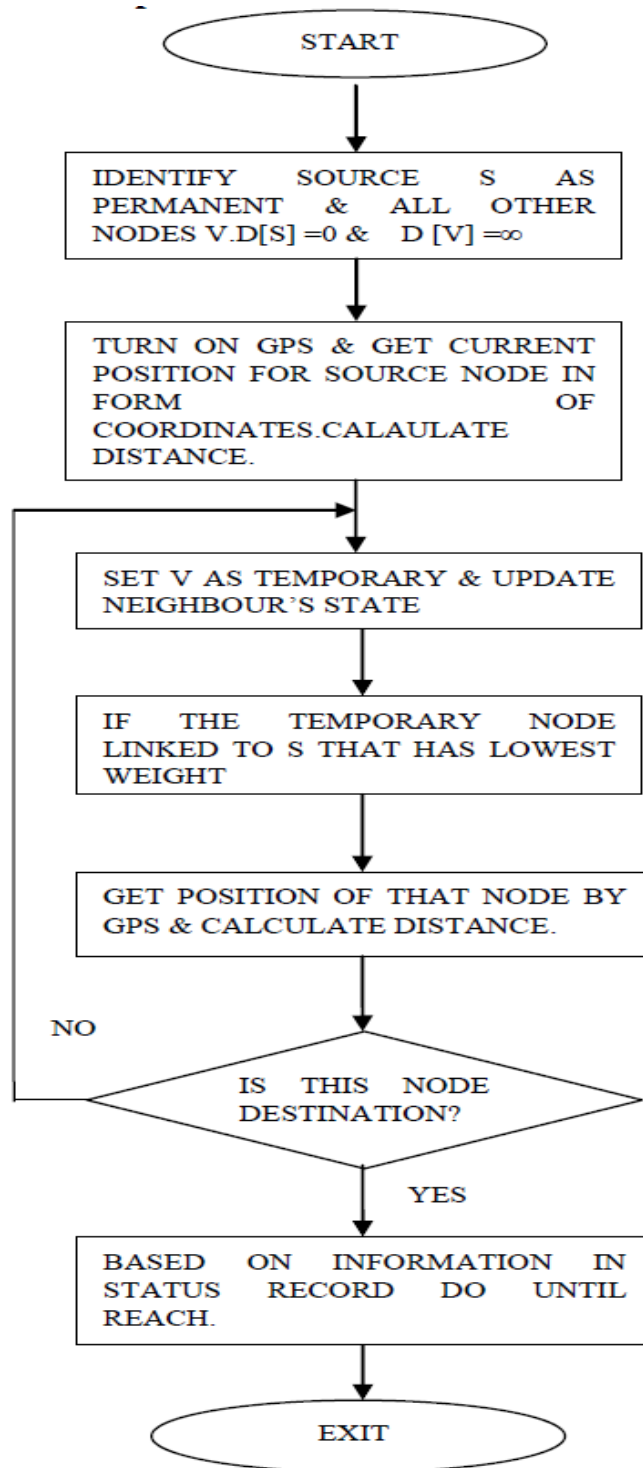 START
IDENTIFY SOURCE S AS
PERMANENT & ALL OTHER
NODES V.D[S] =0 & D [V] =∞
TURN ON GPS & GET CURRENT
POSITION FOR SOURCE NODE IN
FORM OF
COORDINATES.CALAULATE
DISTANCE.
SET V AS TEMPORARY & UPDATE
NEIGHBOUR'S STATE
IF THE TEMPORARY NODE
LINKED TO S THAT HAS LOWEST
WEIGHT
GET POSITION OF THAT NODE BY
GPS & CALCULATE DISTANCE.
NO
IS THIS NODE
DESTINATION?
YES
BASED ON INFORMATION IN
STATUS RECORD DO UNTIL
REACH.
EXIT